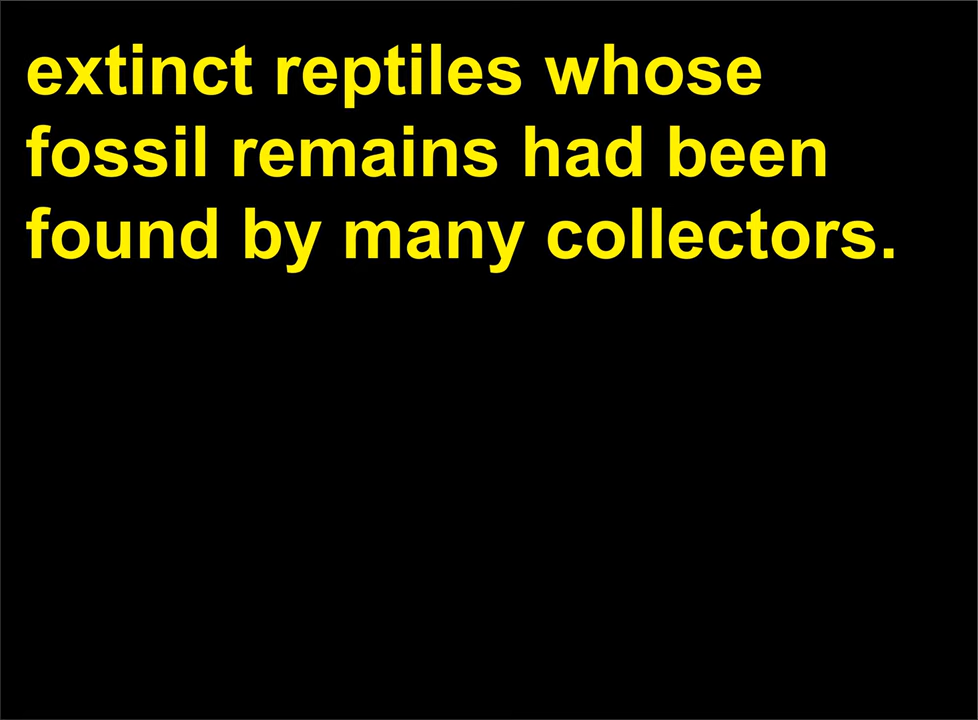 extinct reptiles whose
fossil remains had been
found by many collectors.